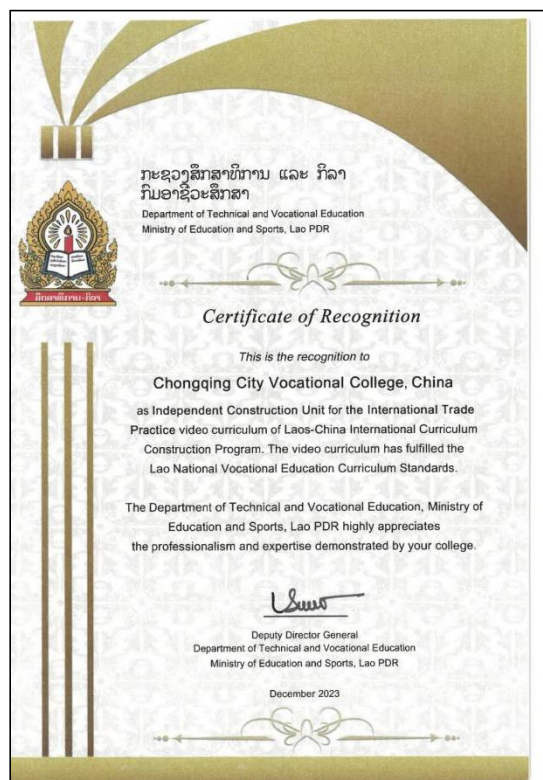 ກະຊວງສຶກສາທິການ ແລະ ກິລາ
ກົມອາຊີວະສຶກສາ
Department of Technical and Vocational Education
Ministry of Education and Sports, Lao PDR
Certificate of Recognition
This is the recognition to
Chongqing City Vocational College, China
as Independent Construction Unit for the International Trade
Practice video curriculum of Laos-China International Curriculum
Construction Program. The video curriculum has fulfilled the
Lao National Vocational Education Curriculum Standards.
The Department of Technical and Vocational Education, Ministry of
Education and Sports, Lao PDR highly appreciates
the professionalism and expertise demonstrated by your college.
Deputy Director General
Department of Technical and Vocational Education
Ministry of Education and Sports, Lao PDR
December 2023